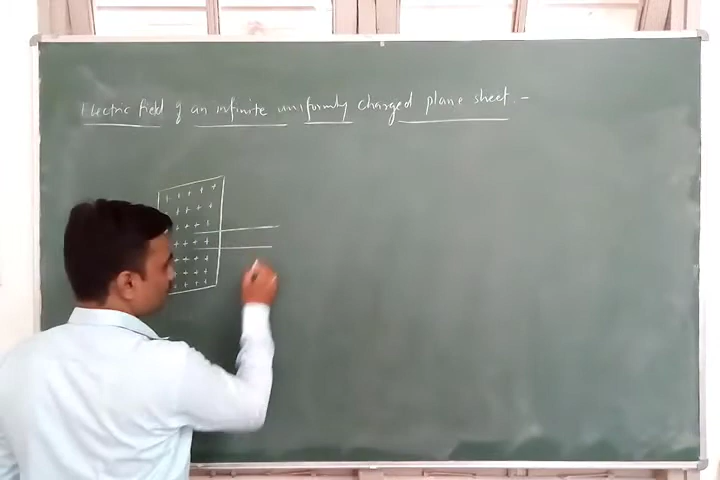 Electric field of an infinite uniformly charged plane sheet:-
+ + + + +
+ + + +
+ + + +
+ + +
+ + +
+ + +
+ + +